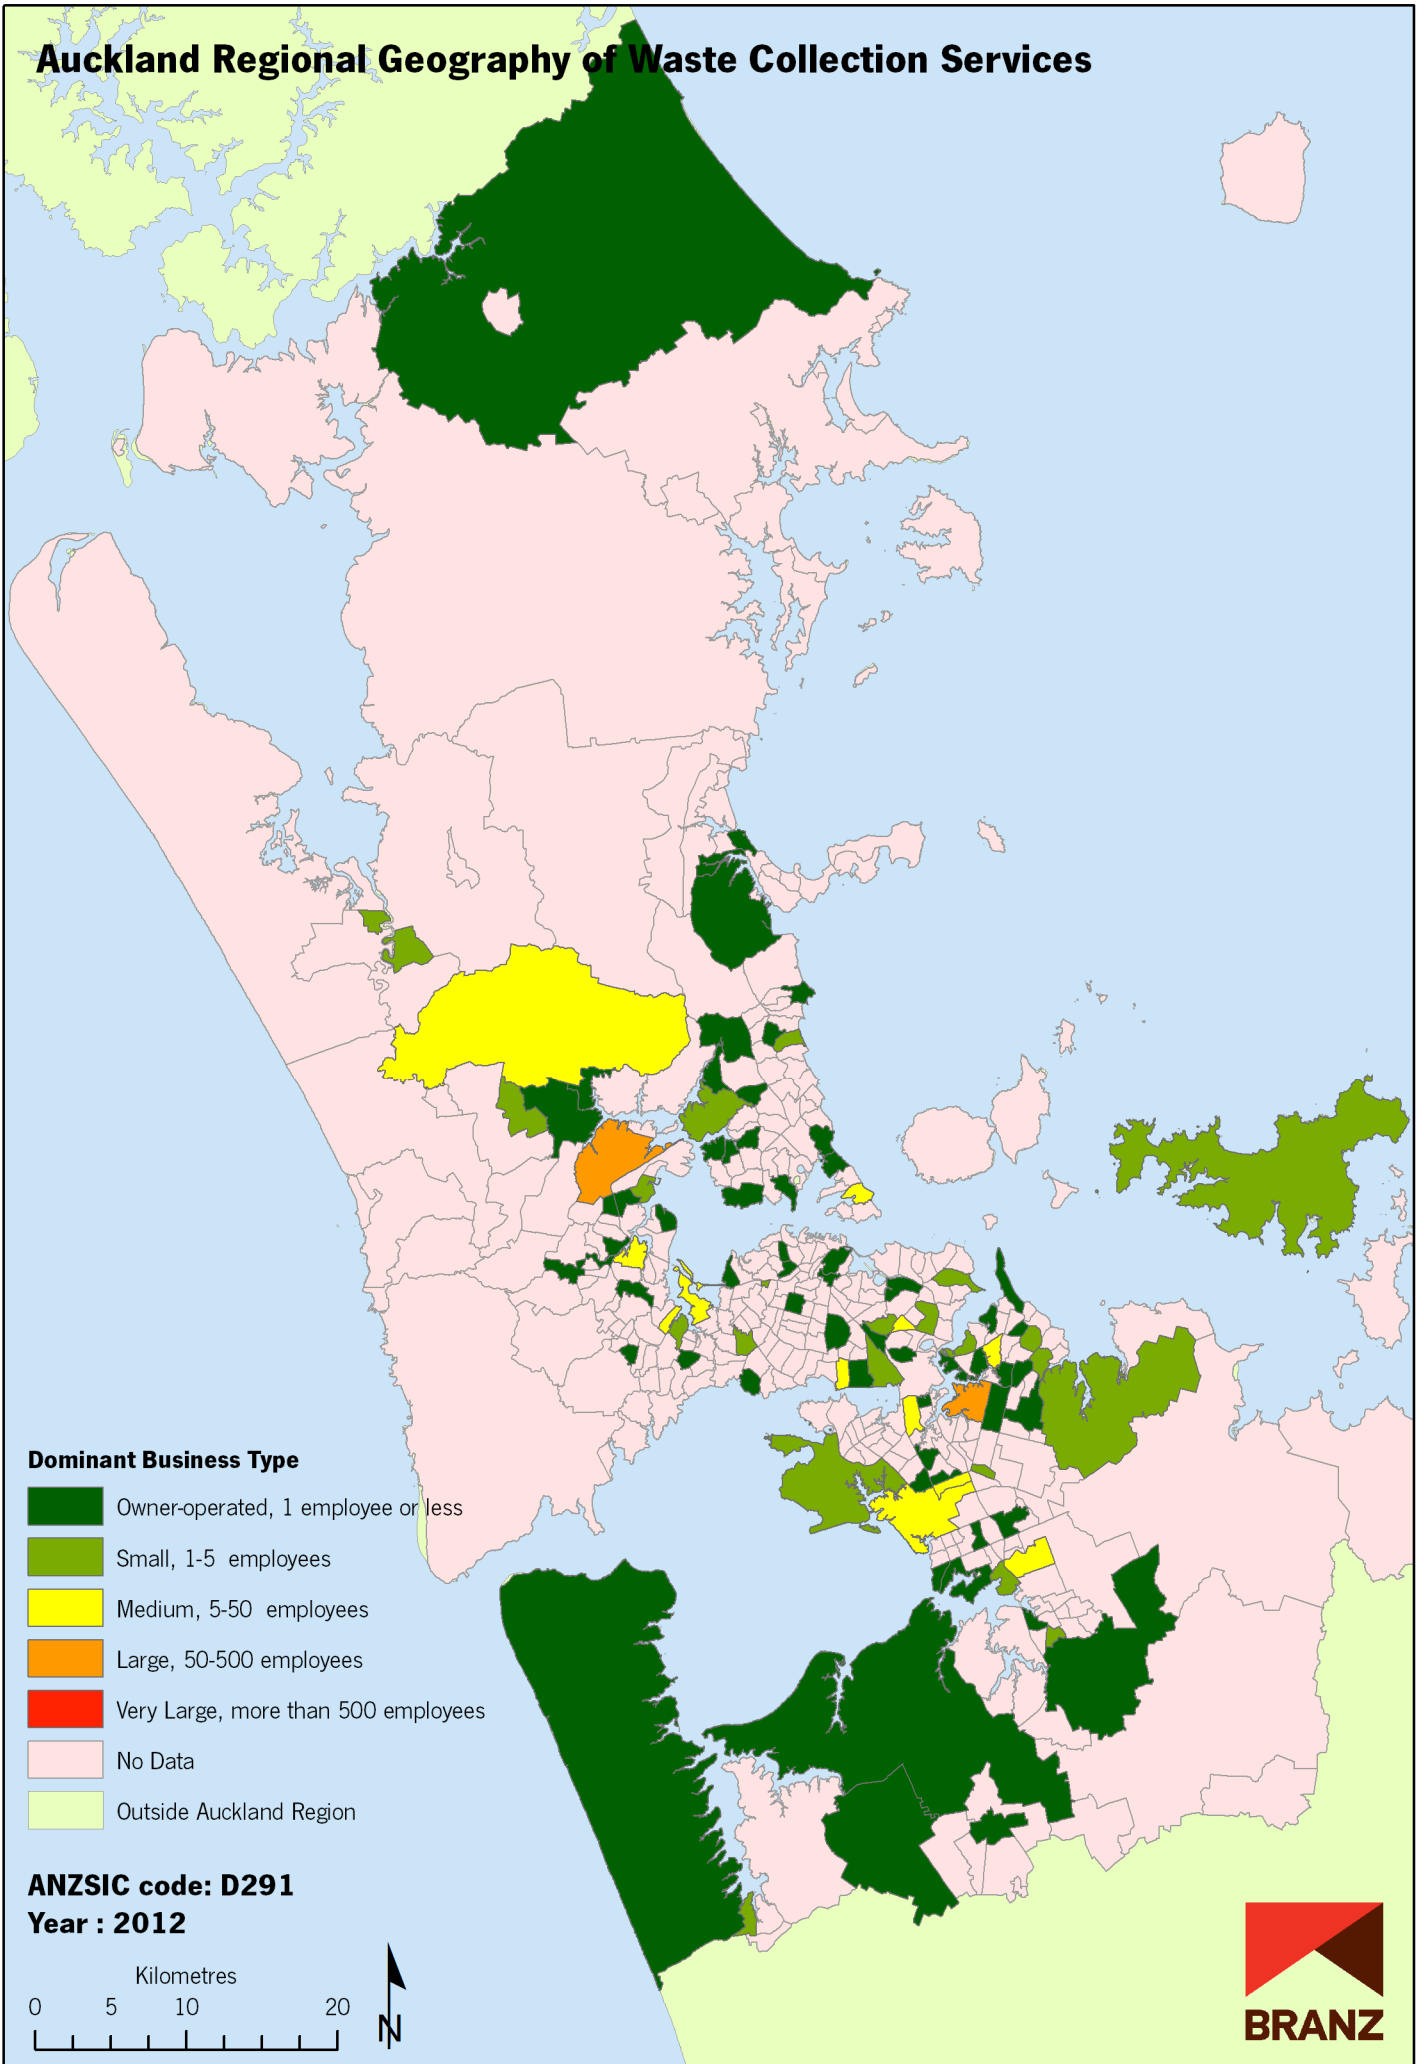 Auckland Regional Geography of Waste Collection Services
Dominant Business Type
Owner-operated, 1 employee or less
Small, 1-5 employees
Medium, 5-50 employees
Large, 50-500 employees
Very Large, more than 500 employees
No Data
Outside Auckland Region
ANZSIC code: D291
Year : 2012
Kilometres
0 5 10 20
N
BRANZ